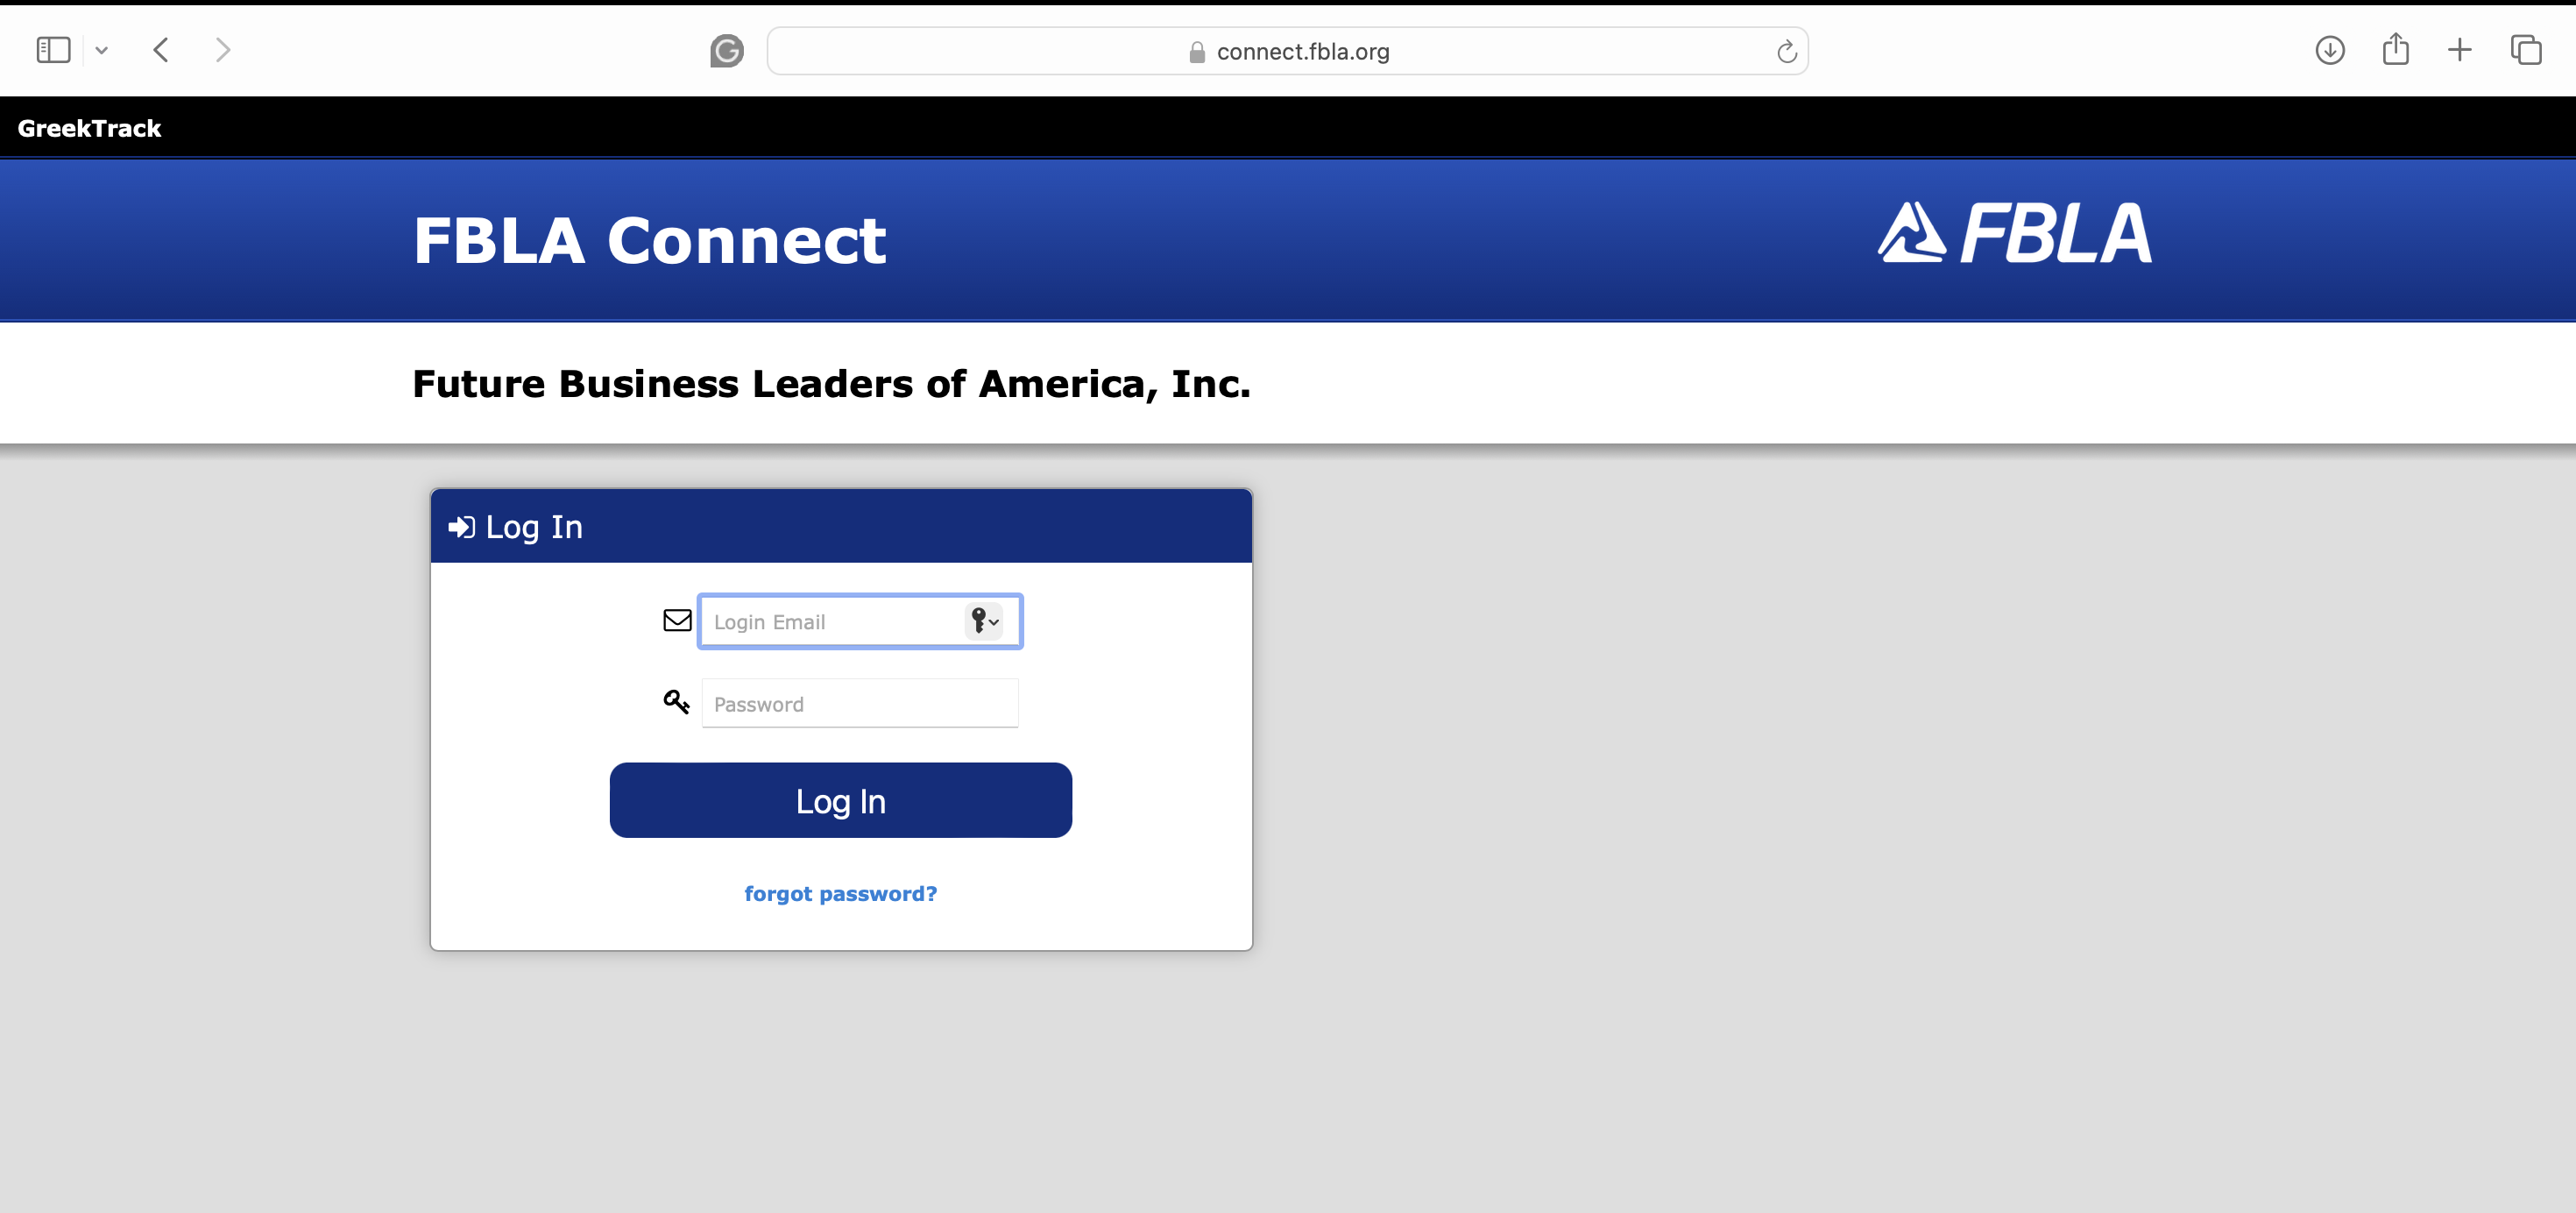 connect.fbla.org
GreekTrack
FBLA Connect
FBLA
Future Business Leaders of America, Inc.
Log In
Login Email
Password
Log In
forgot password?